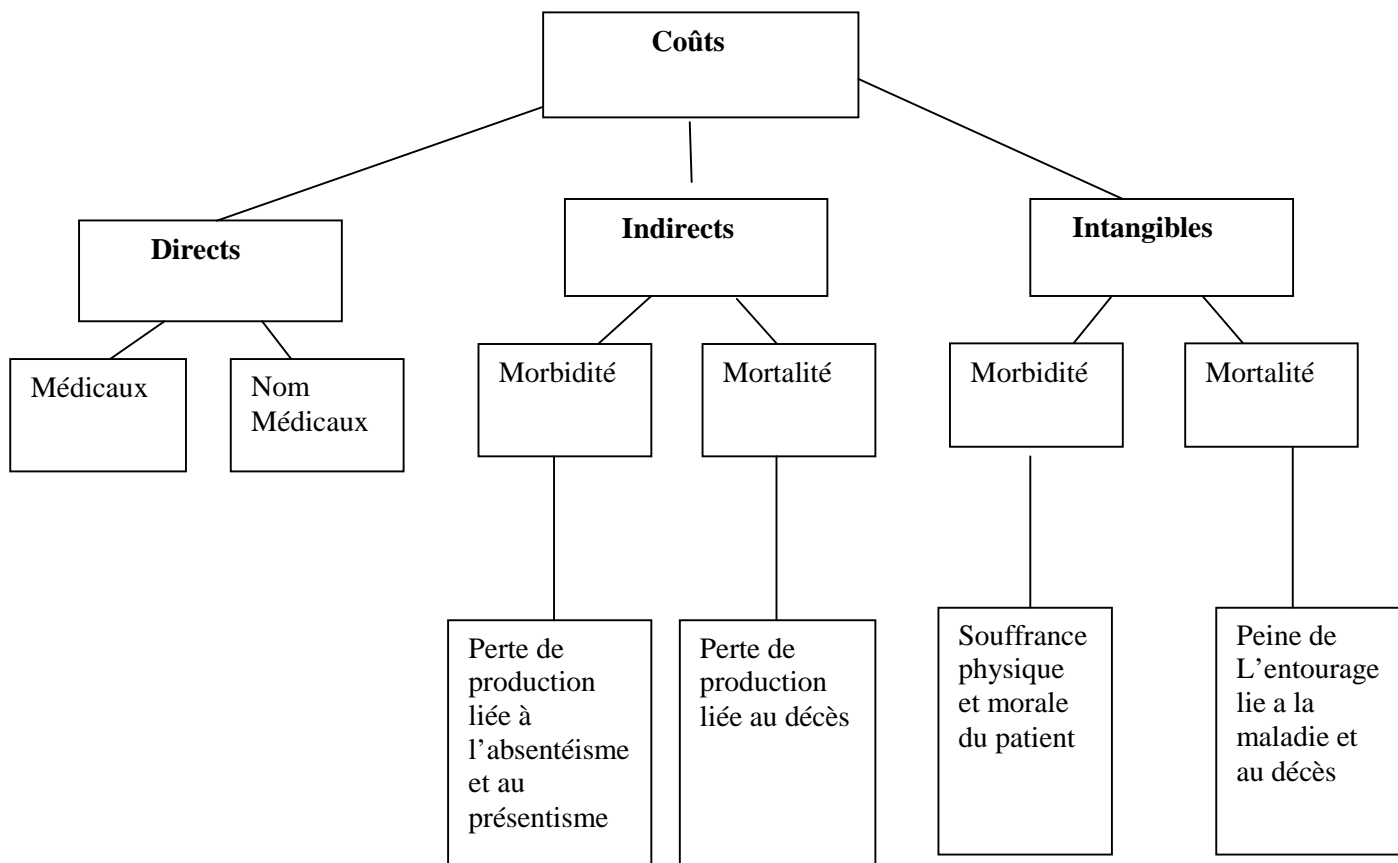 Coûts
Directs
Indirects
Intangibles
Médicaux
Nom
Médicaux
Morbidité
Mortalité
Morbidité
Mortalité
Perte de
production
liée à
l’absentéisme
et au
présentisme
Perte de
production
liée au décès
Souffrance
physique
et morale
du patient
Peine de
L’entourage
lie a la
maladie et
au décès